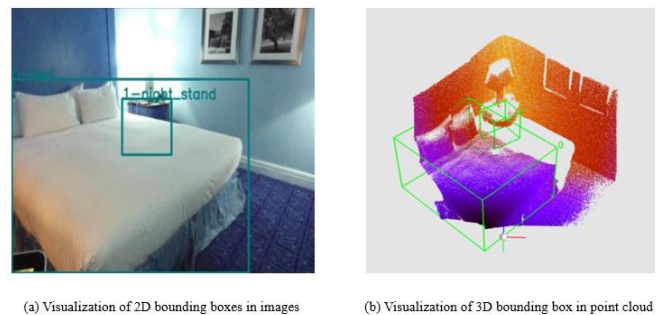 1-night_stand
(a) Visualization of 2D bounding boxes in images
(b) Visualization of 3D bounding box in point cloud